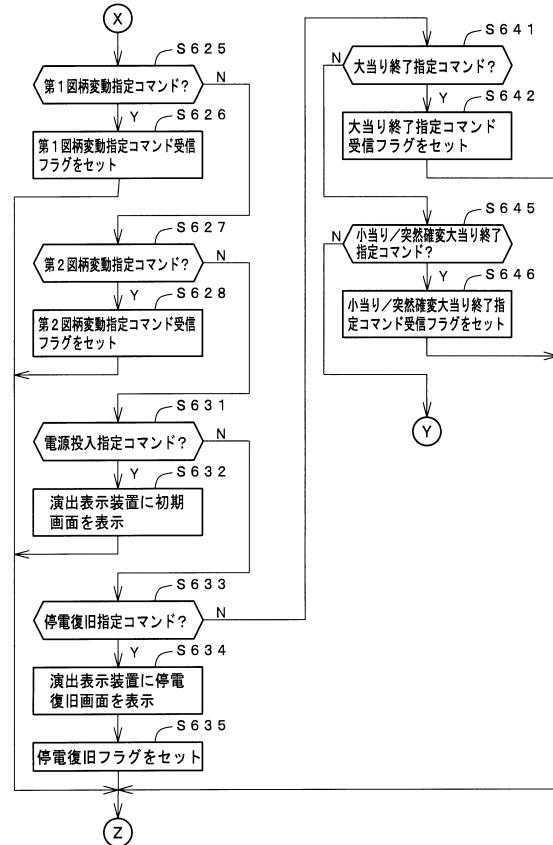 X
S625
第1図柄変動指定コマンド?
N
Y
S626
第1図柄変動指定コマンド受信
フラグをセット
S627
第2図柄変動指定コマンド?
N
Y
S628
第2図柄変動指定コマンド受信
フラグをセット
S631
電源投入指定コマンド?
N
Y
S632
演出表示装置に初期
画面を表示
S633
停電復旧指定コマンド?
N
Y
S634
演出表示装置に停電
復旧画面を表示
S635
停電復旧フラグをセット
Z
S641
N
大当り終了指定コマンド?
Y
S642
大当り終了指定コマンド
受信フラグをセット
S645
N
小当り/突然確変大当り終了
指定コマンド?
Y
S646
小当り/突然確変大当り終了指
定コマンド受信フラグをセット
Y